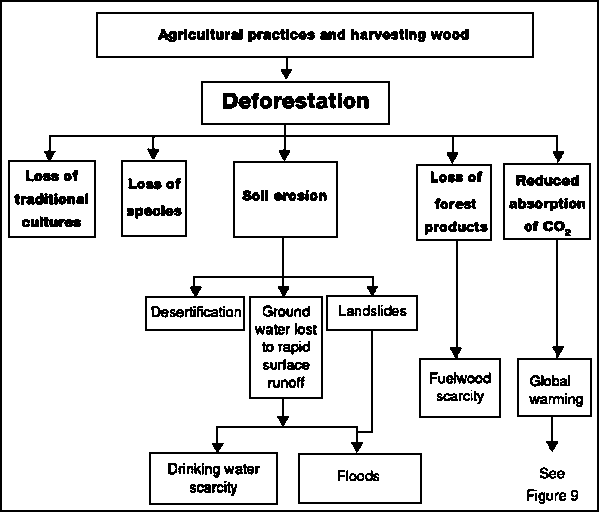 Agricultural practices and harvesting wood
Deforestation
Loss of
traditional
cultures
Loss of
species
Soil erosion
Loss of
forest
products
Reduced
absorption
of CO₂
Desertification
Ground
water lost
to rapid
surface
runoff
Landslides
Fuelwood
scarcity
Global
warming
Drinking water
scarcity
Floods
See
Figure 9